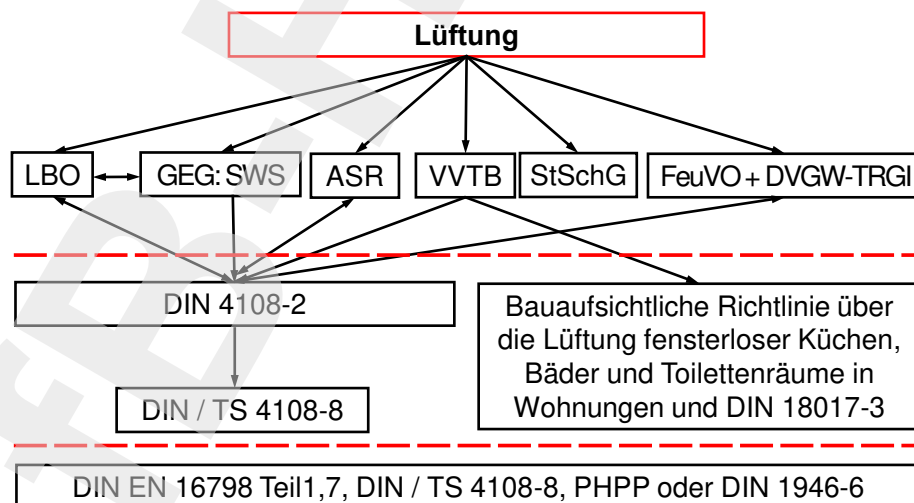 Lüftung
LBO
GEG: SWS
ASR
VVTB
StSchG
FeuVO + DVGW-TRGI
DIN 4108-2
Bauaufsichtliche Richtlinie über
die Lüftung fensterloser Küchen,
Bäder und Toilettenräume in
Wohnungen und DIN 18017-3
DIN / TS 4108-8
DIN EN 16798 Teil1,7, DIN / TS 4108-8, PHPP oder DIN 1946-6